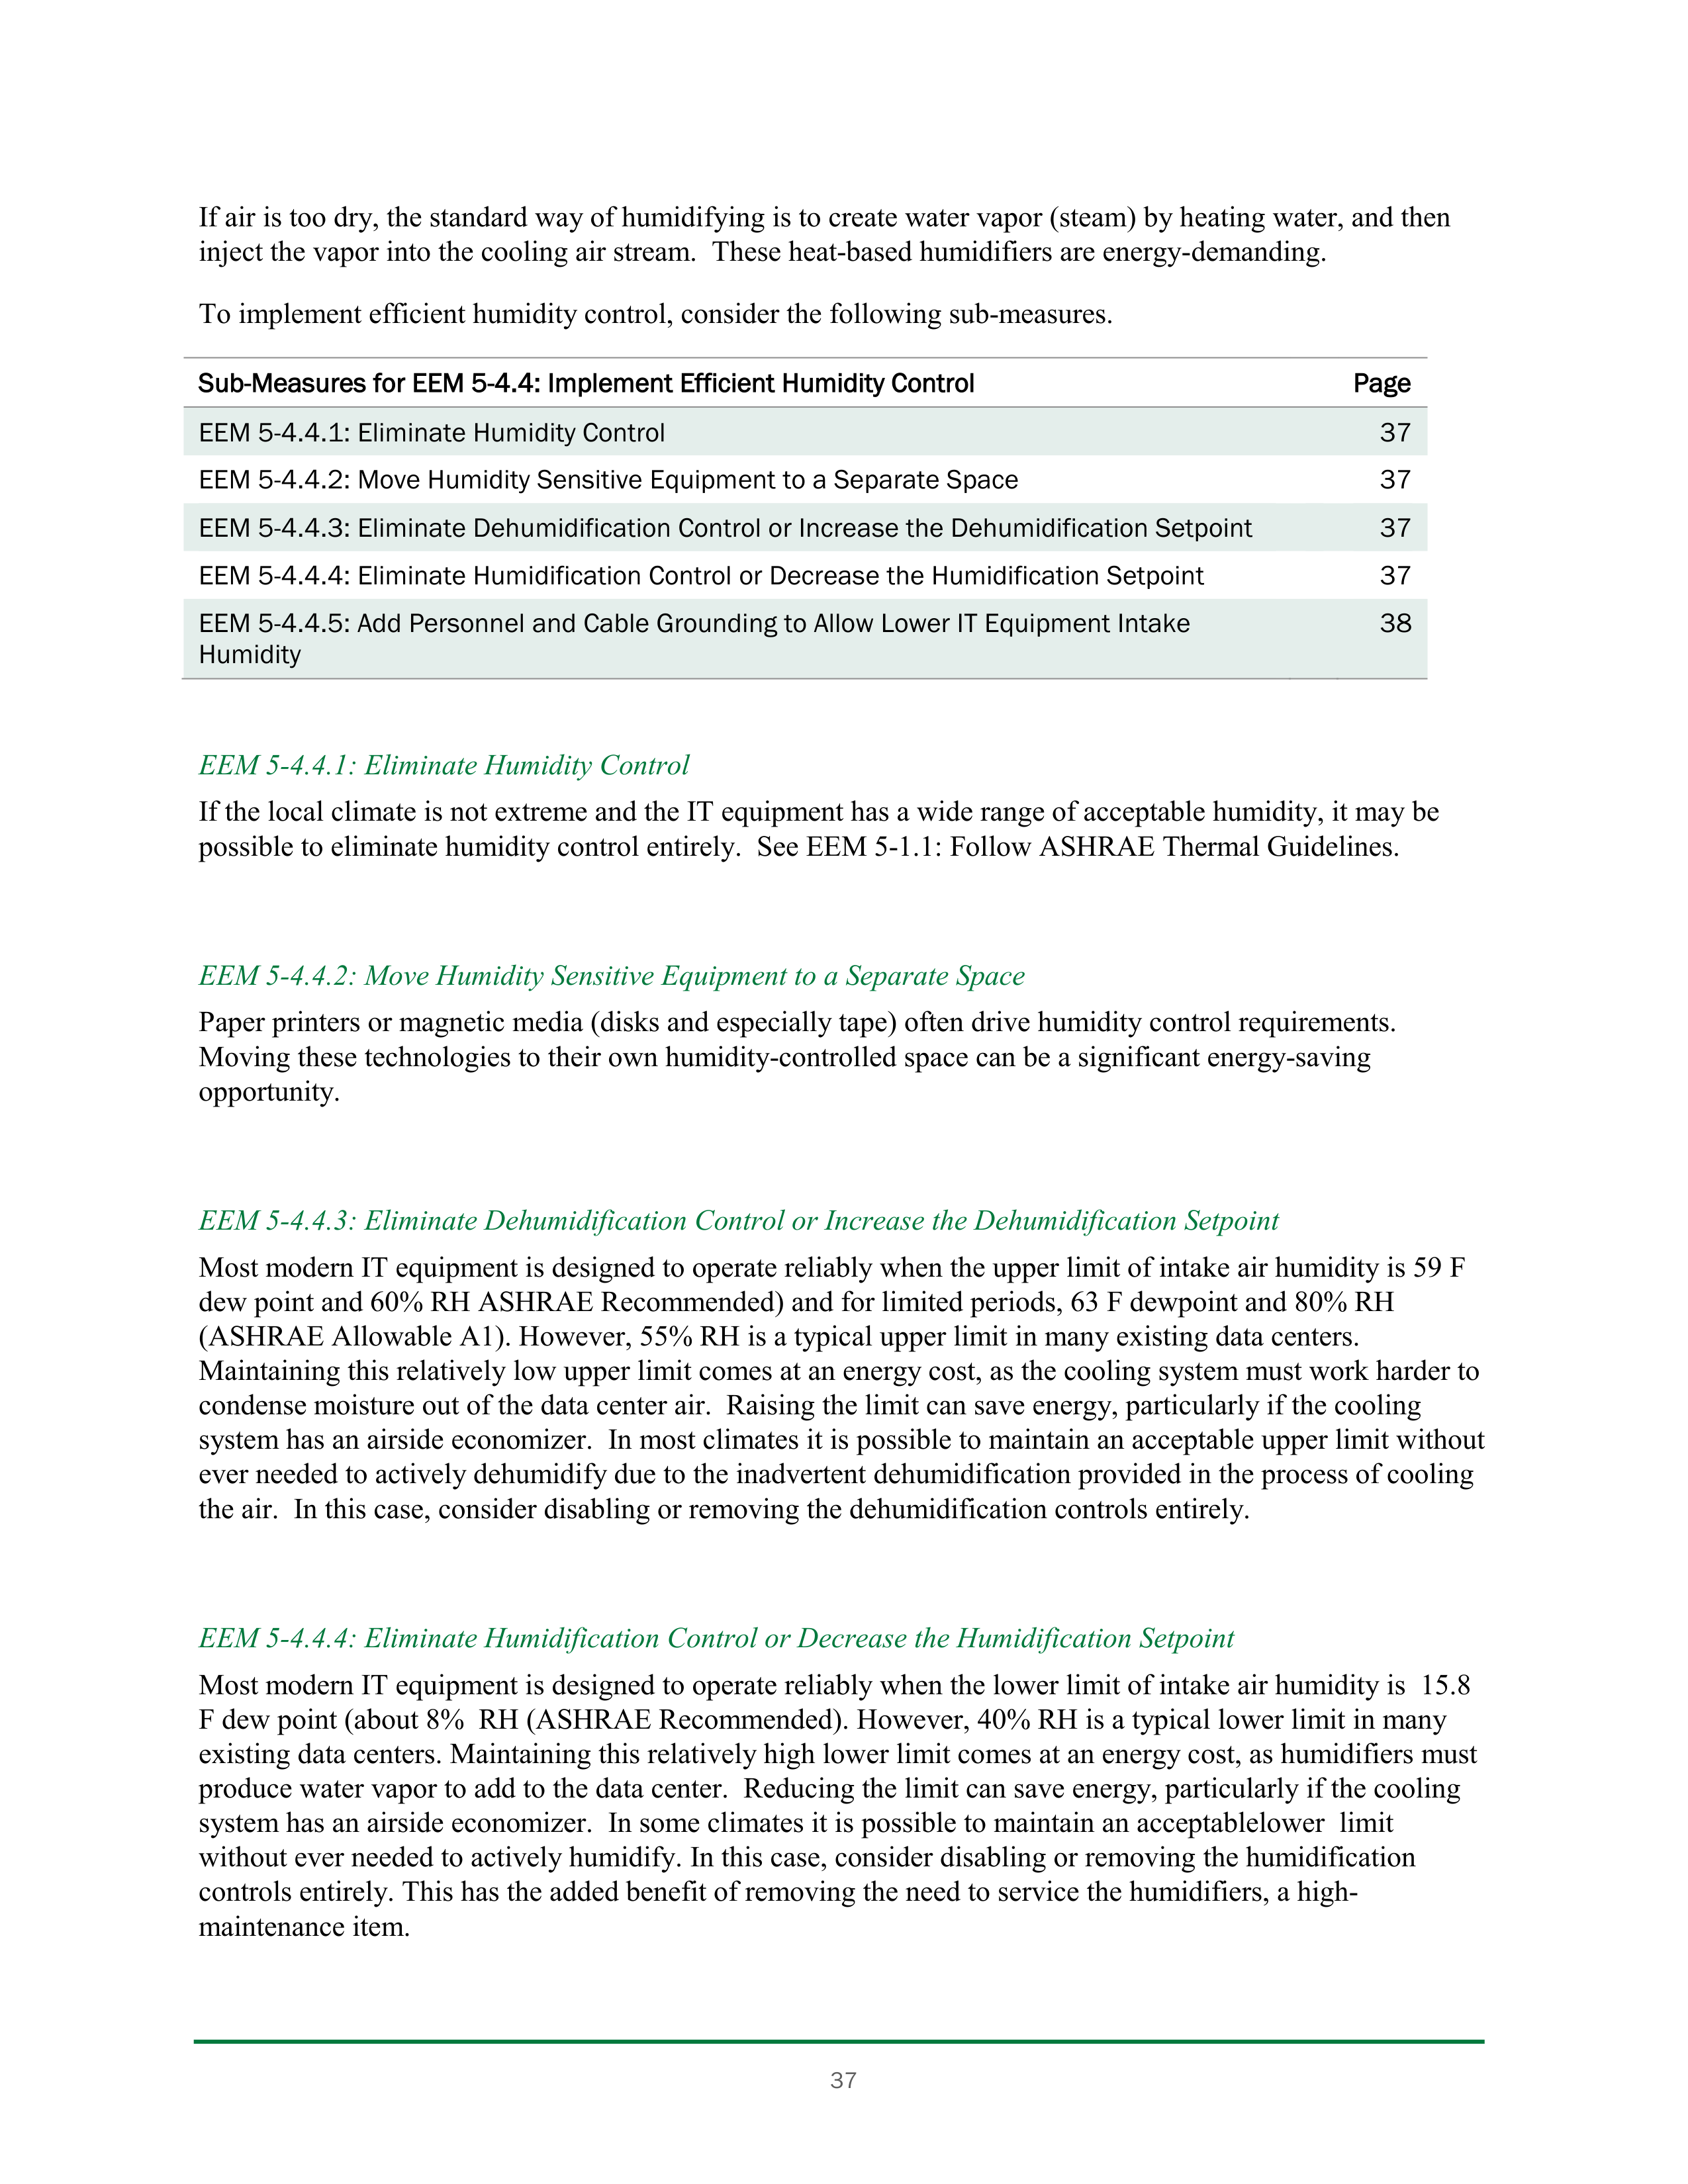 If air is too dry, the standard way of humidifying is to create water vapor (steam) by heating water, and then
inject the vapor into the cooling air stream.  These heat-based humidifiers are energy-demanding.
To implement efficient humidity control, consider the following sub-measures.
Sub-Measures for EEM 5-4.4: Implement Efficient Humidity Control Page
EEM 5-4.4.1: Eliminate Humidity Control 37
EEM 5-4.4.2: Move Humidity Sensitive Equipment to a Separate Space 37
EEM 5-4.4.3: Eliminate Dehumidification Control or Increase the Dehumidification Setpoint 37
EEM 5-4.4.4: Eliminate Humidification Control or Decrease the Humidification Setpoint 37
EEM 5-4.4.5: Add Personnel and Cable Grounding to Allow Lower IT Equipment Intake 38
Humidity
EEM 5-4.4.1: Eliminate Humidity Control
If the local climate is not extreme and the IT equipment has a wide range of acceptable humidity, it may be
possible to eliminate humidity control entirely.  See EEM 5-1.1: Follow ASHRAE Thermal Guidelines.
EEM 5-4.4.2: Move Humidity Sensitive Equipment to a Separate Space
Paper printers or magnetic media (disks and especially tape) often drive humidity control requirements.
Moving these technologies to their own humidity-controlled space can be a significant energy-saving
opportunity.
EEM 5-4.4.3: Eliminate Dehumidification Control or Increase the Dehumidification Setpoint
Most modern IT equipment is designed to operate reliably when the upper limit of intake air humidity is 59 F
dew point and 60% RH ASHRAE Recommended) and for limited periods, 63 F dewpoint and 80% RH
(ASHRAE Allowable A1). However, 55% RH is a typical upper limit in many existing data centers.
Maintaining this relatively low upper limit comes at an energy cost, as the cooling system must work harder to
condense moisture out of the data center air.  Raising the limit can save energy, particularly if the cooling
system has an airside economizer.  In most climates it is possible to maintain an acceptable upper limit without
ever needed to actively dehumidify due to the inadvertent dehumidification provided in the process of cooling
the air.  In this case, consider disabling or removing the dehumidification controls entirely.
EEM 5-4.4.4: Eliminate Humidification Control or Decrease the Humidification Setpoint
Most modern IT equipment is designed to operate reliably when the lower limit of intake air humidity is  15.8
F dew point (about 8%  RH (ASHRAE Recommended). However, 40% RH is a typical lower limit in many
existing data centers. Maintaining this relatively high lower limit comes at an energy cost, as humidifiers must
produce water vapor to add to the data center.  Reducing the limit can save energy, particularly if the cooling
system has an airside economizer.  In some climates it is possible to maintain an acceptablelower  limit
without ever needed to actively humidify. In this case, consider disabling or removing the humidification
controls entirely. This has the added benefit of removing the need to service the humidifiers, a high-
maintenance item.
37